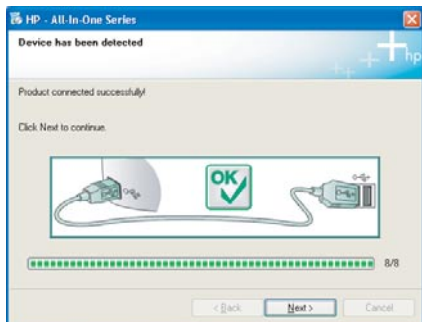 HP - All-In-One Series
Device has been detected
hp
Product connected successfully!
Click Next to continue.
OK
8/8
< Back Next > Cancel